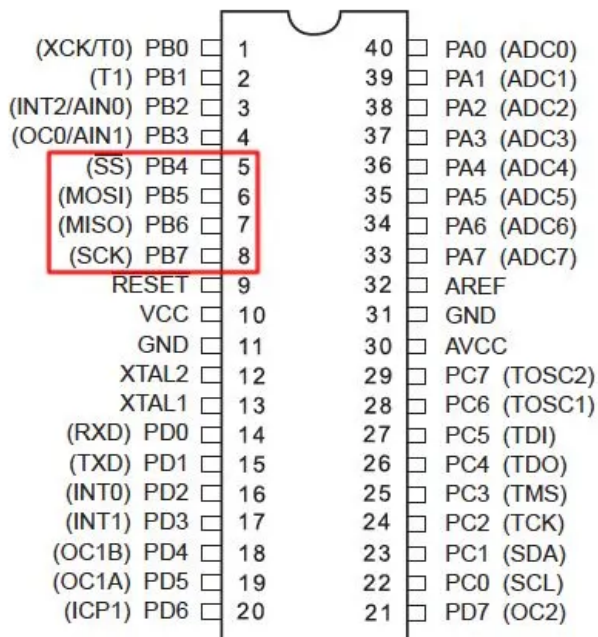 (XCK/T0) PB0 1 40 PA0 (ADC0)
(T1) PB1 2 39 PA1 (ADC1)
(INT2/AIN0) PB2 3 38 PA2 (ADC2)
(OC0/AIN1) PB3 4 37 PA3 (ADC3)
(SS) PB4 5 36 PA4 (ADC4)
(MOSI) PB5 6 35 PA5 (ADC5)
(MISO) PB6 7 34 PA6 (ADC6)
(SCK) PB7 8 33 PA7 (ADC7)
RESET 9 32 AREF
VCC 10 31 GND
GND 11 30 AVCC
XTAL2 12 29 PC7 (TOSC2)
XTAL1 13 28 PC6 (TOSC1)
(RXD) PD0 14 27 PC5 (TDI)
(TXD) PD1 15 26 PC4 (TDO)
(INT0) PD2 16 25 PC3 (TMS)
(INT1) PD3 17 24 PC2 (TCK)
(OC1B) PD4 18 23 PC1 (SDA)
(OC1A) PD5 19 22 PC0 (SCL)
(ICP1) PD6 20 21 PD7 (OC2)